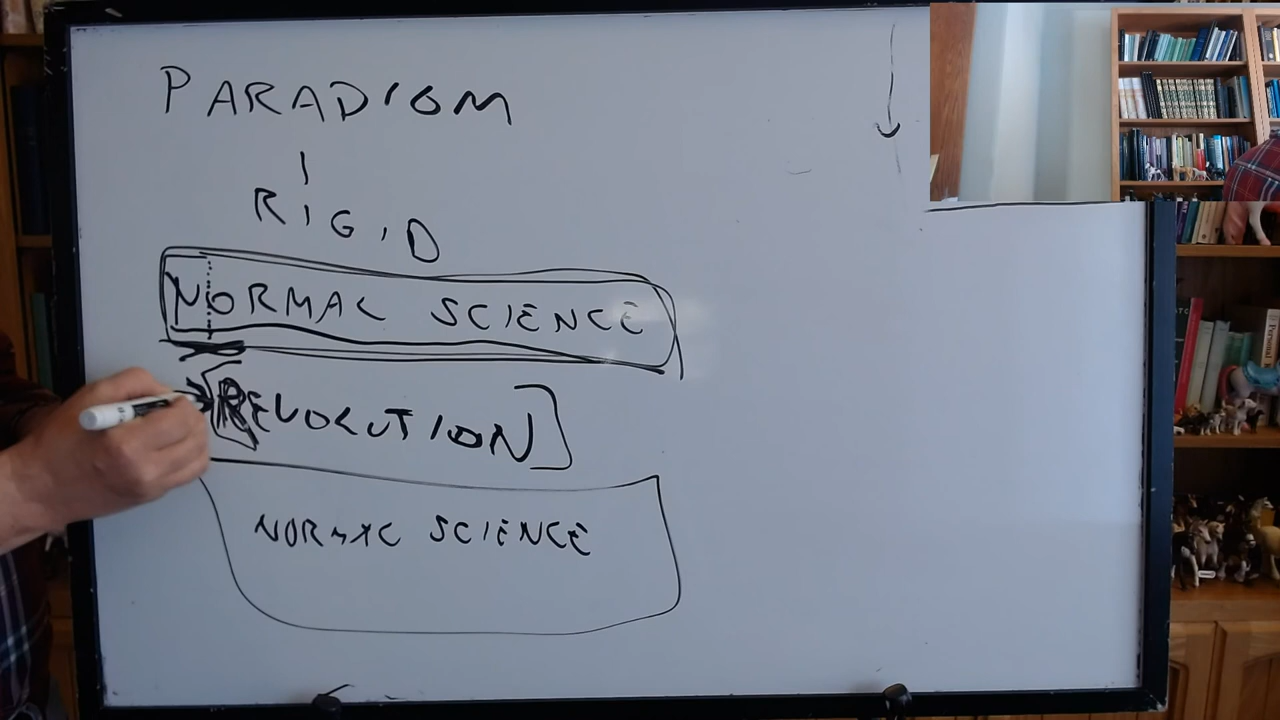 PARADIGM
RIGID
NORMAL SCIENCE
REVOLUTION
NORMAL SCIENCE